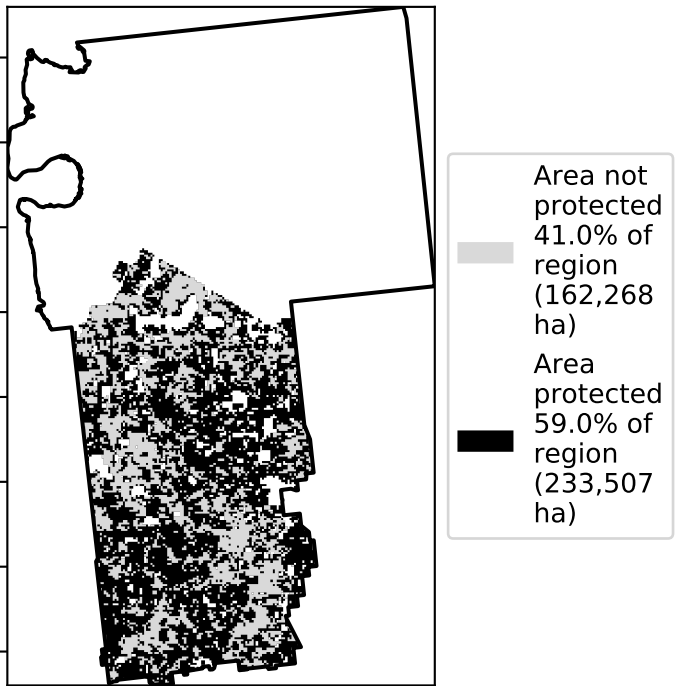 Area not
protected
41.0% of
region
(162,268
ha)
Area
protected
59.0% of
region
(233,507
ha)